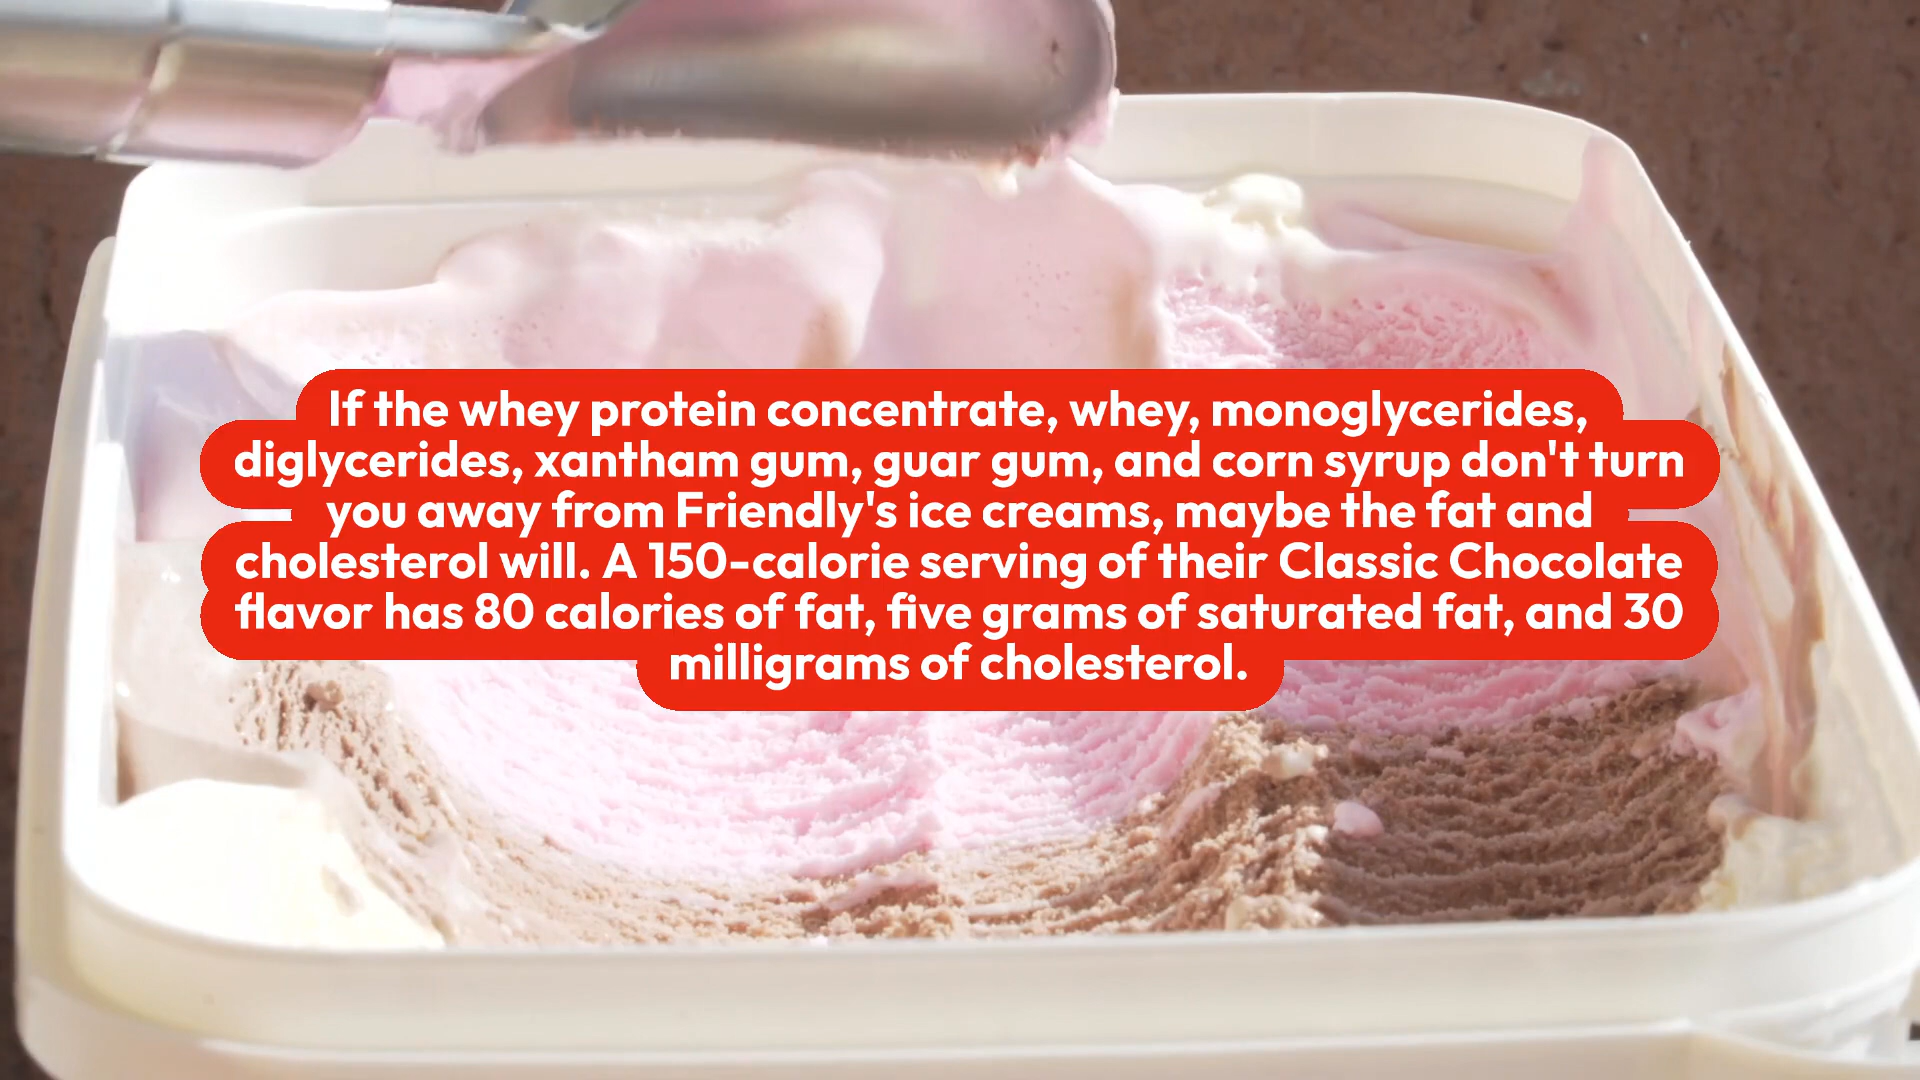 If the whey protein concentrate, whey, monoglycerides,
diglycerides, xantham gum, guar gum, and corn syrup don't turn
you away from Friendly's ice creams, maybe the fat and
cholesterol will. A 150-calorie serving of their Classic Chocolate
flavor has 80 calories of fat, five grams of saturated fat, and 30
milligrams of cholesterol.